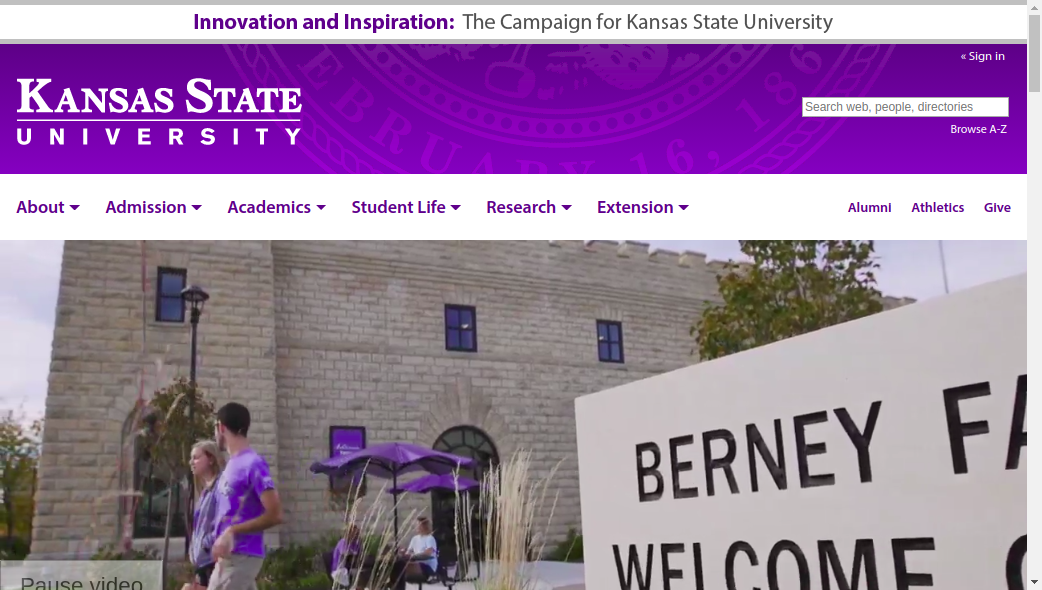 Innovation and Inspiration: The Campaign for Kansas State University
« Sign in
KANSAS STATE
UNIVERSITY
Search web, people, directories
Browse A-Z
FEBRUARY 16, 186
About
Admission
Academics
Student Life
Research
Extension
Alumni
Athletics
Give
BERNEY FA
WELCOME
Pause video